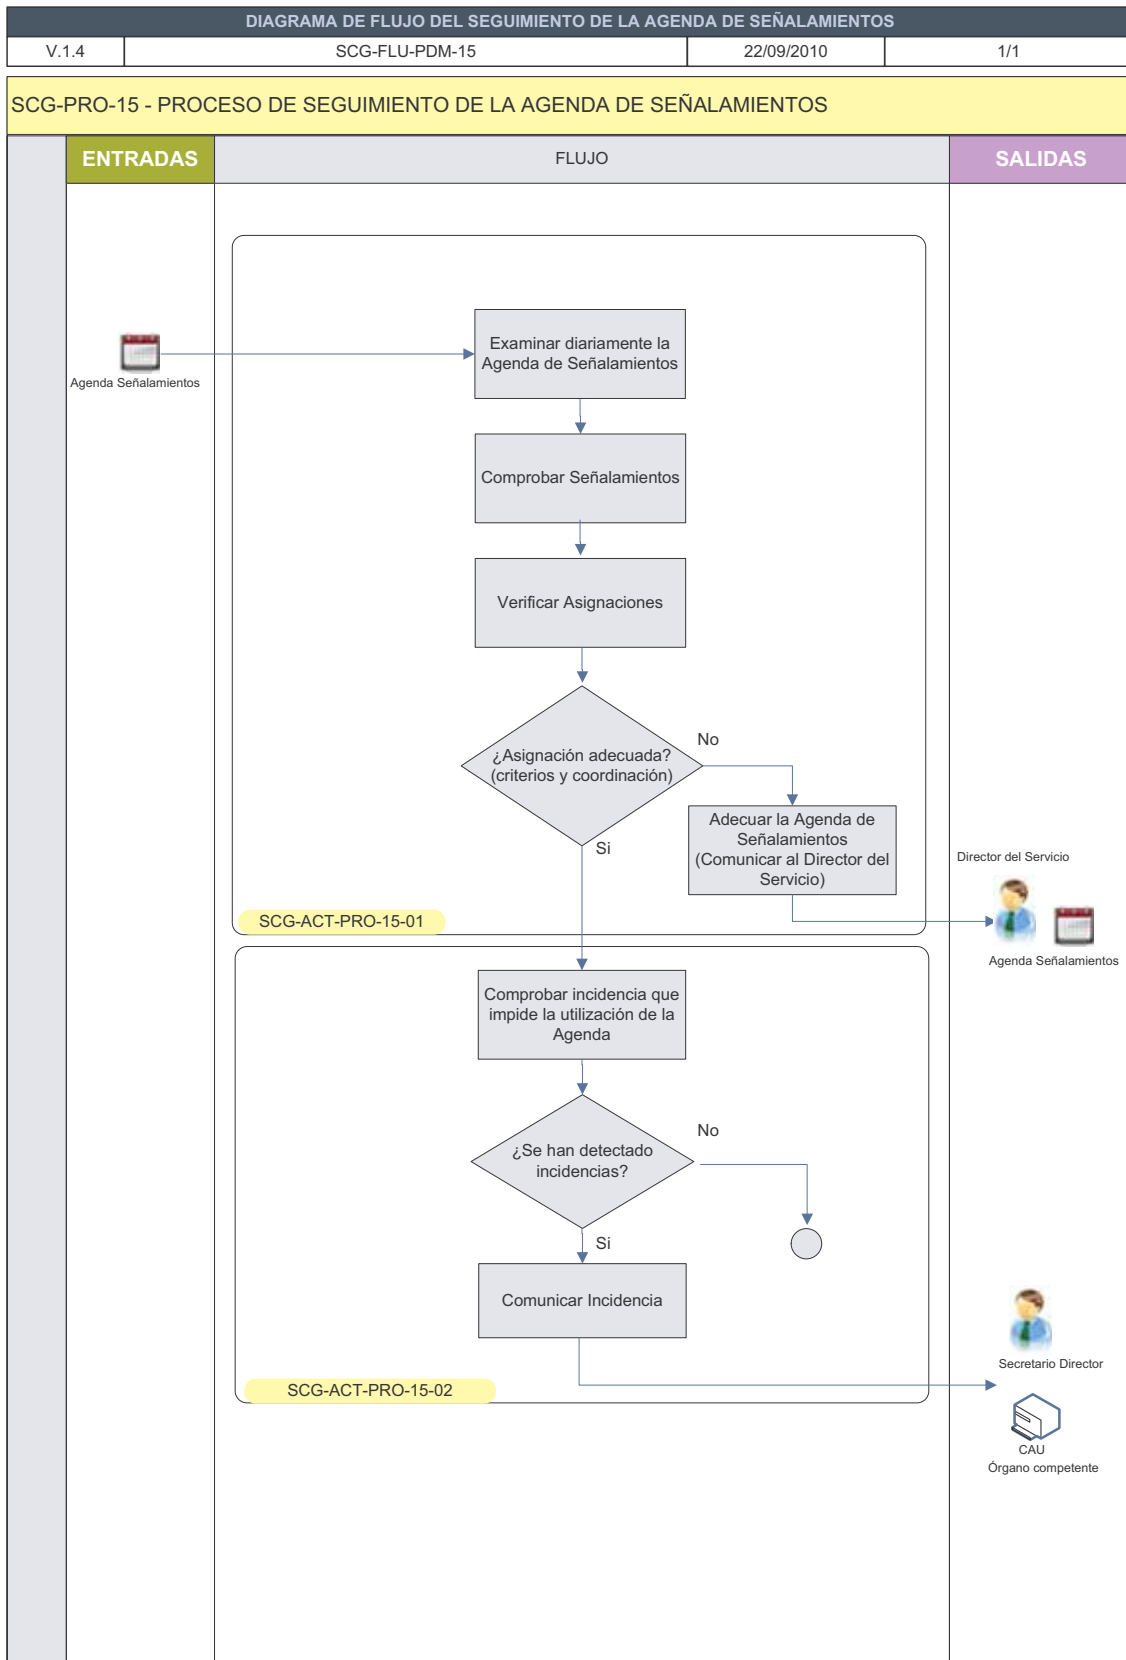 DIAGRAMA DE FLUJO DEL SEGUIMIENTO DE LA AGENDA DE SEÑALAMIENTOS
V.1.4
SCG-FLU-PDM-15
22/09/2010
1/1
SCG-PRO-15 - PROCESO DE SEGUIMIENTO DE LA AGENDA DE SEÑALAMIENTOS
ENTRADAS
FLUJO
SALIDAS
Agenda Señalamientos
Examinar diariamente la
Agenda de Señalamientos
Comprobar Señalamientos
Verificar Asignaciones
¿Asignación adecuada?
(criterios y coordinación)
No
Si
Adecuar la Agenda de
Señalamientos
(Comunicar al Director del
Servicio)
Director del Servicio
Agenda Señalamientos
SCG-ACT-PRO-15-01
Comprobar incidencia que
impide la utilización de la
Agenda
¿Se han detectado
incidencias?
No
Si
Comunicar Incidencia
Secretario Director
CAU
Órgano competente
SCG-ACT-PRO-15-02